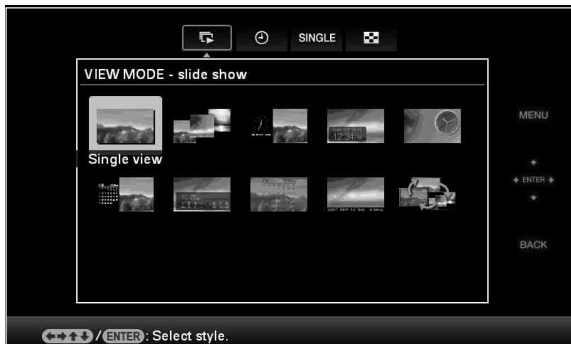 SINGLE
VIEW MODE - slide show
Single view
MENU
ENTER
BACK
/ ENTER : Select style.